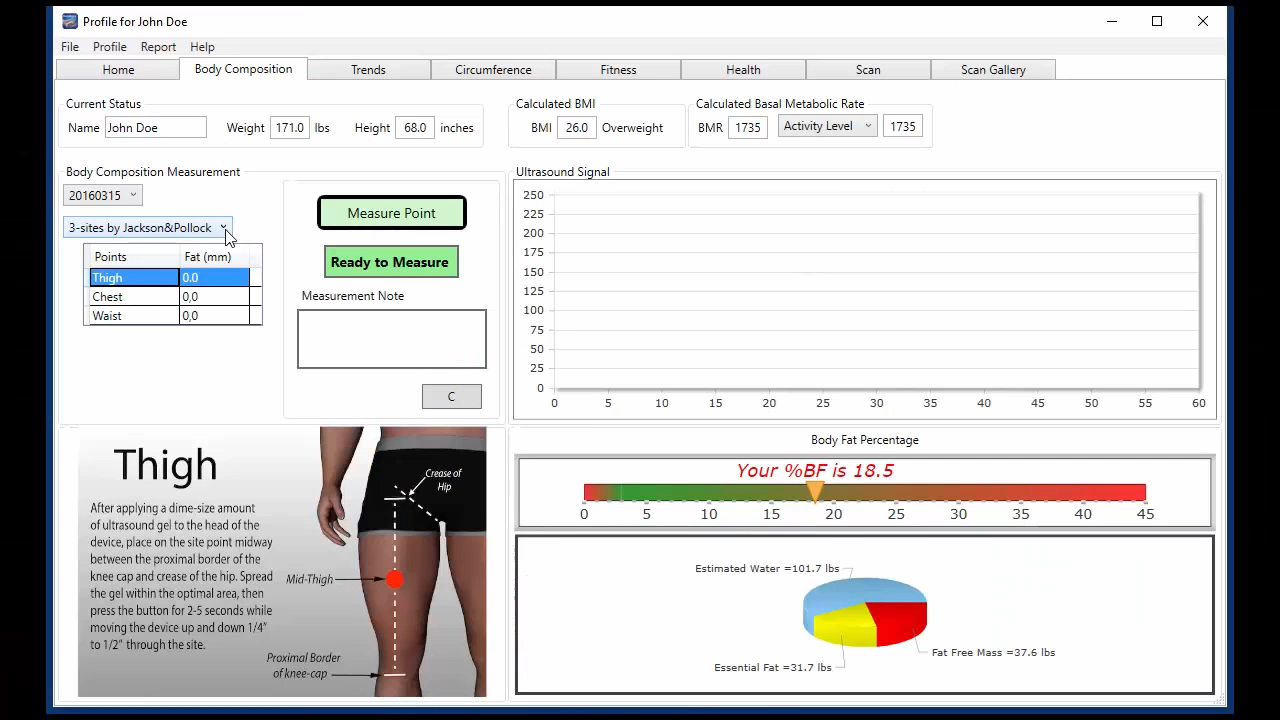 Profile for John Doe
File Profile Report Help
Home Body Composition Trends Circumference Fitness Health Scan Scan Gallery
Current Status
Name John Doe Weight 171.0 lbs Height 68.0 inches
Calculated BMI
BMI 26.0 Overweight
Calculated Basal Metabolic Rate
BMR 1735 Activity Level 1735
Body Composition Measurement
20160315
3-sites by Jackson&Pollock
Points Fat (mm)
Thigh 0.0
Chest 0,0
Waist 0,0
Measure Point
Ready to Measure
Measurement Note
C
Ultrasound Signal
250
225
200
175
150
125
100
75
50
25
0
0 5 10 15 20 25 30 35 40 45 50 55 60
Thigh
After applying a dime-size amount
of ultrasound gel to the head of the
device, place on the site point midway
between the proximal border of the
knee cap and crease of the hip. Spread
the gel within the optimal area, then
press the button for 2-5 seconds while
moving the device up and down 1/4"
to 1/2" through the site.
Crease of
Hip
Mid-Thigh
Proximal Border
of knee-cap
Body Fat Percentage
Your %BF is 18.5
0 5 10 15 20 25 30 35 40 45
Estimated Water =101.7 lbs
Fat Free Mass =37.6 lbs
Essential Fat =31.7 lbs